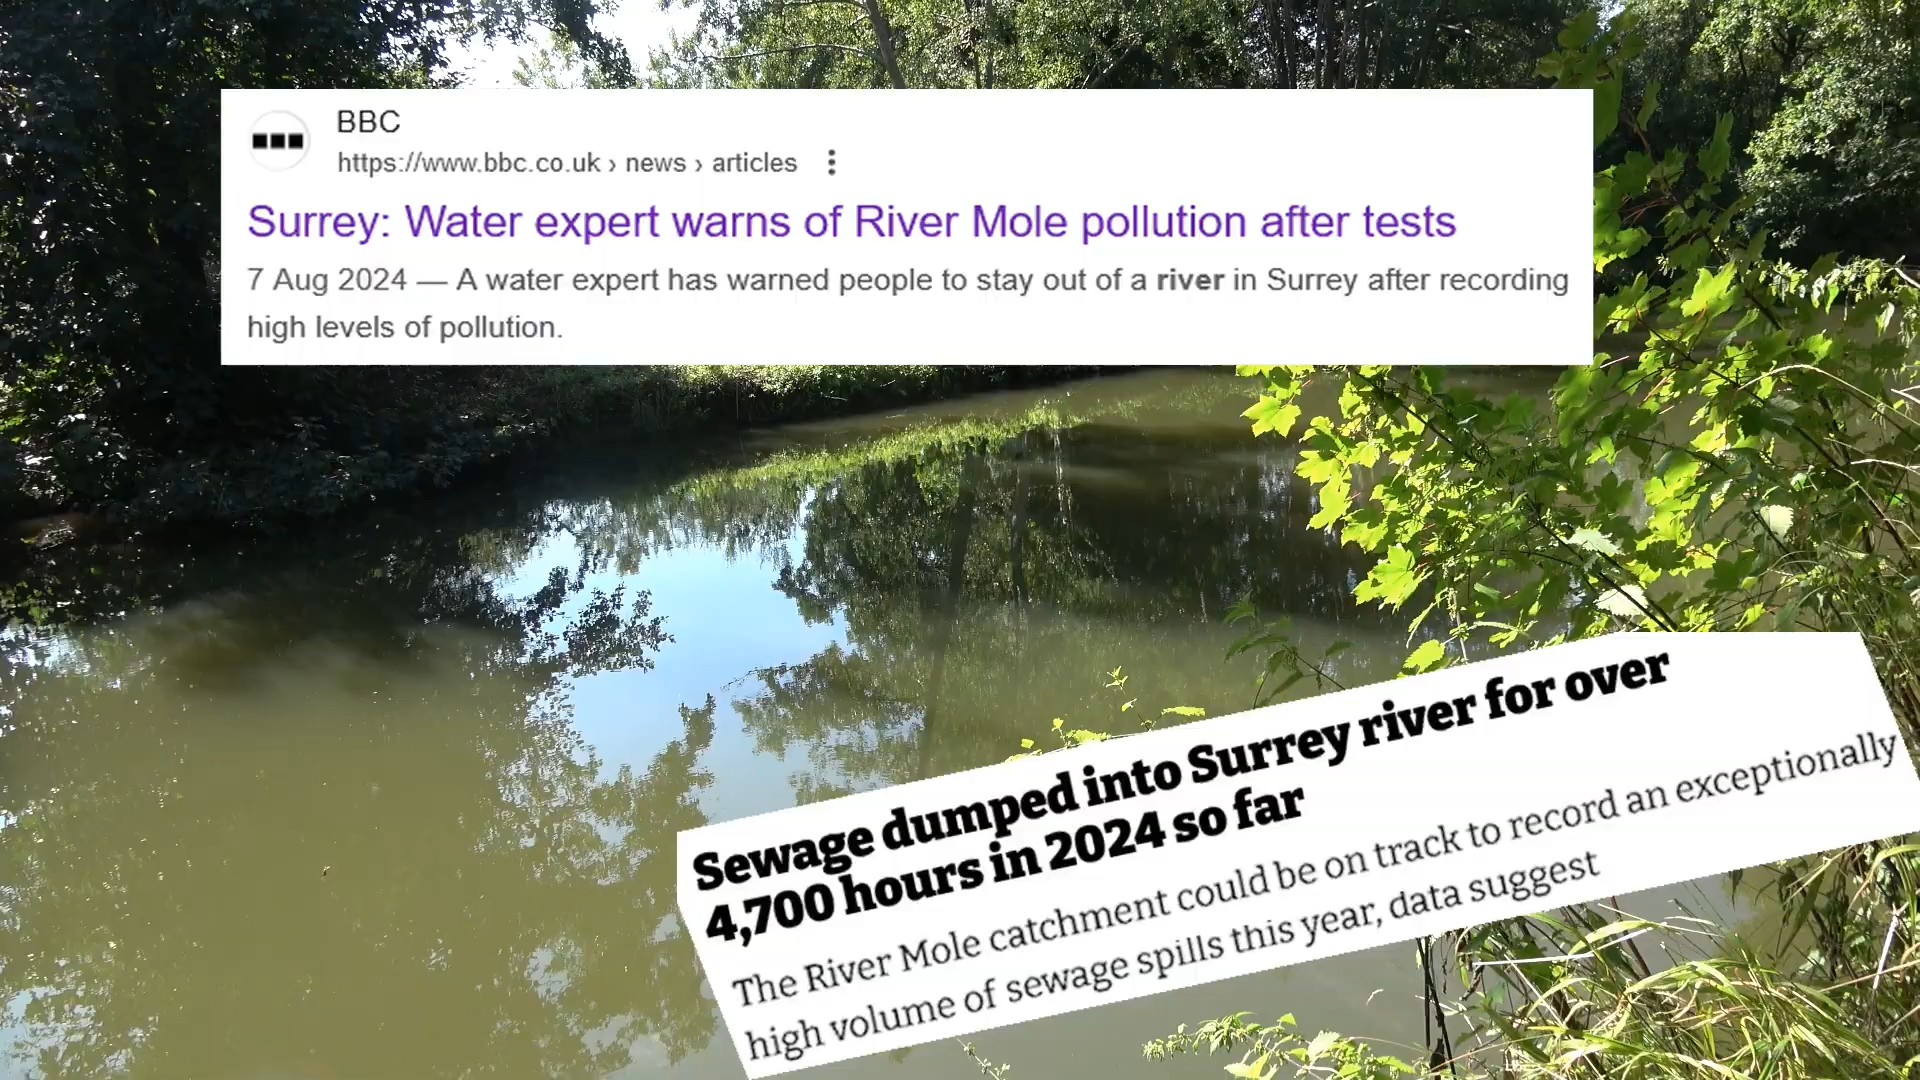 BBC
https://www.bbc.co.uk › news › articles
Surrey: Water expert warns of River Mole pollution after tests
7 Aug 2024 — A water expert has warned people to stay out of a river in Surrey after recording
high levels of pollution.
Sewage dumped into Surrey river for over
4,700 hours in 2024 so far
The River Mole catchment could be on track to record an exceptionally
high volume of sewage spills this year, data suggest